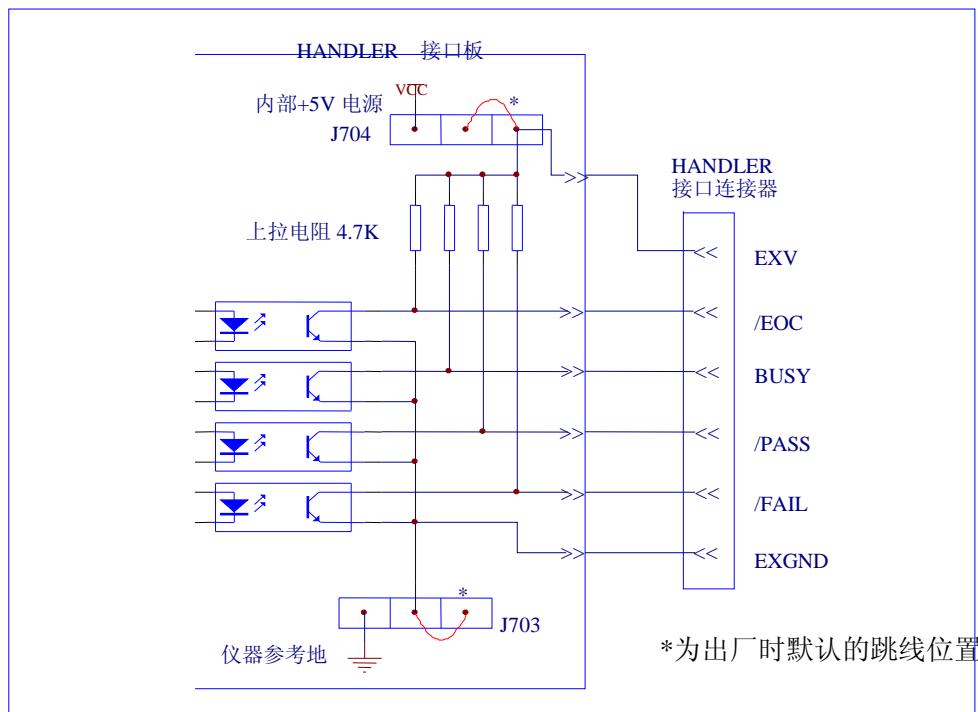 HANDLER 接口板
VCC
内部+5V 电源
*
J704
HANDLER
接口连接器
上拉电阻 4.7K
EXV
/EOC
BUSY
/PASS
/FAIL
EXGND
*
J703
仪器参考地
*为出厂时默认的跳线位置